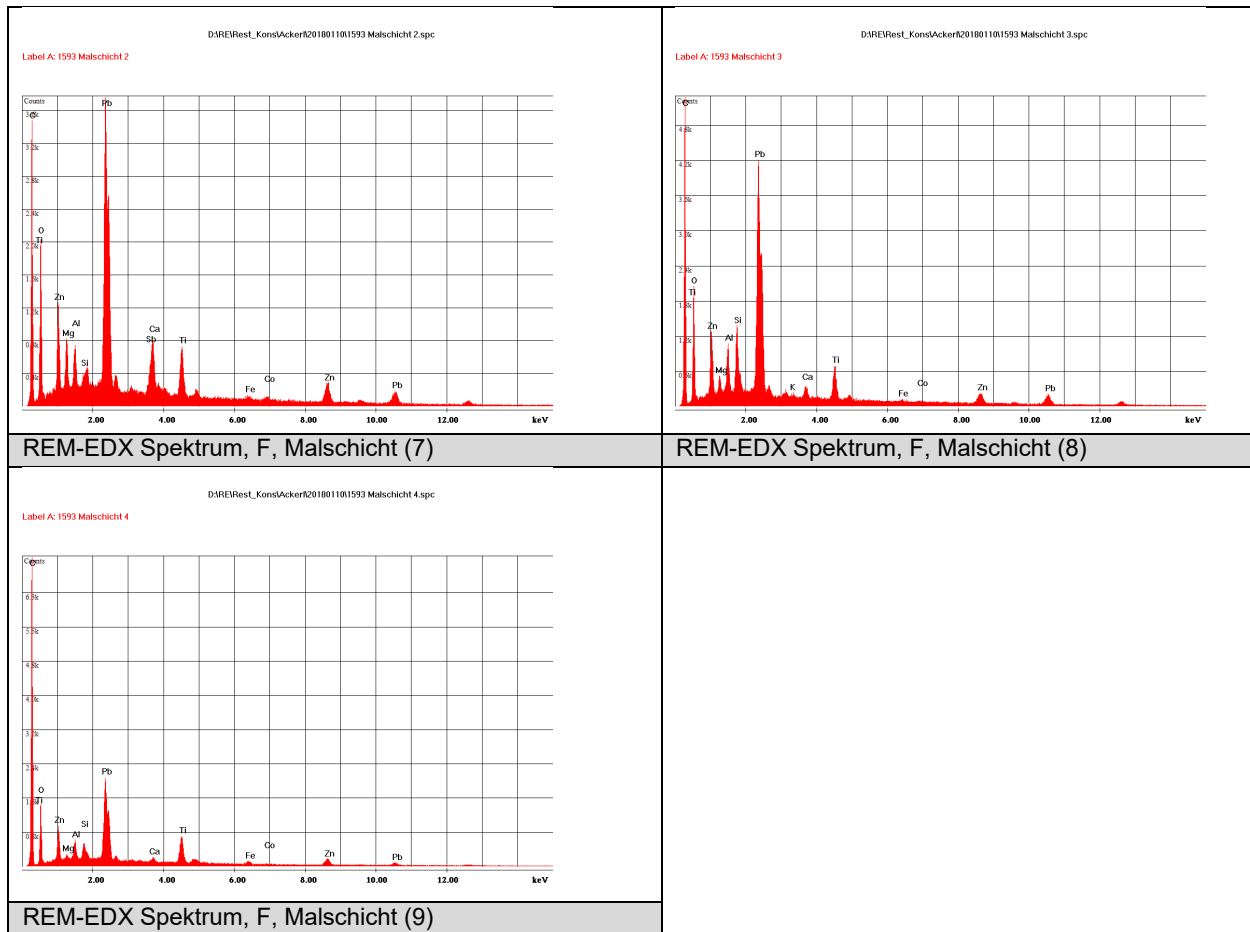 D:\RE\Rest_Kons\Ackerl\20180110\1593 Malschicht 2.spc
Label A: 1593 Malschicht 2
Counts
C
Pb
O
Ti
Zn
Mg
Al
Si
Ca
Sb
Ti
Fe
Co
Zn
Pb
2.00 4.00 6.00 8.00 10.00 12.00 keV
REM-EDX Spektrum, F, Malschicht (7)
D:\RE\Rest_Kons\Ackerl\20180110\1593 Malschicht 3.spc
Label A: 1593 Malschicht 3
C
Pb
O
Ti
Zn
Mg
Al
Si
K
Ca
Ti
Fe
Co
Zn
Pb
2.00 4.00 6.00 8.00 10.00 12.00 keV
REM-EDX Spektrum, F, Malschicht (8)
D:\RE\Rest_Kons\Ackerl\20180110\1593 Malschicht 4.spc
Label A: 1593 Malschicht 4
O
Ti
Zn
Mg
Al
Si
Pb
Ca
Ti
Fe
Co
Zn
Pb
2.00 4.00 6.00 8.00 10.00 12.00 keV
REM-EDX Spektrum, F, Malschicht (9)